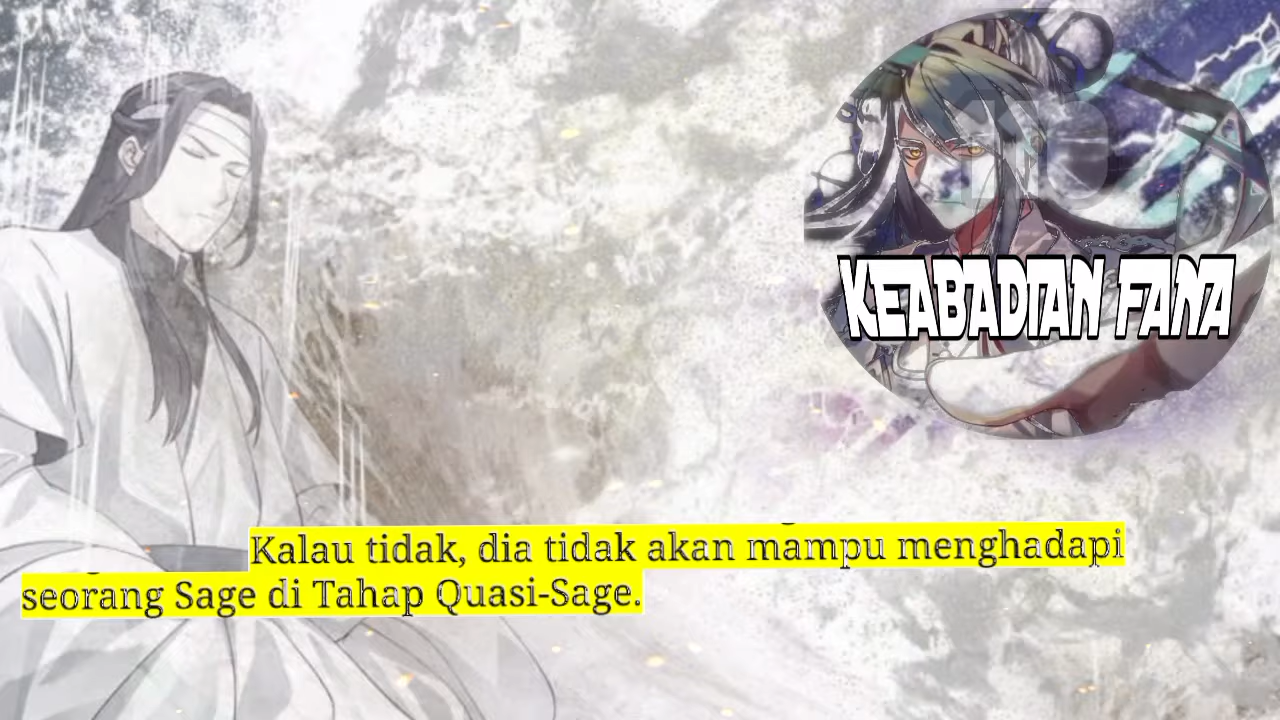 KEABADIAN FANA
Kalau tidak, dia tidak akan mampu menghadapi
seorang Sage di Tahap Quasi-Sage.